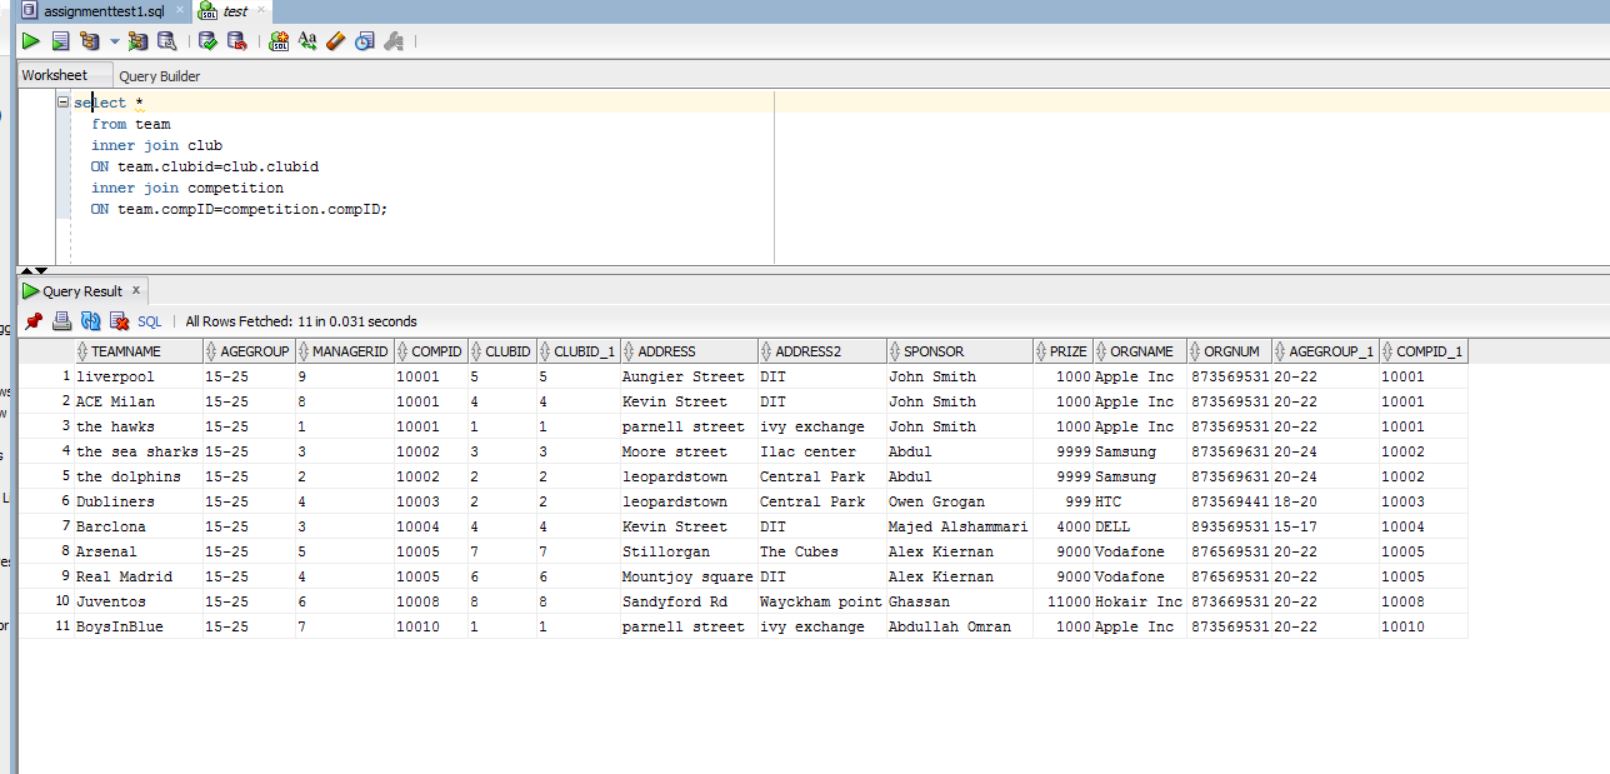 assignmenttest1.sql × test ×
Worksheet Query Builder
select *
from team
inner join club
ON team.clubid=club.clubid
inner join competition
ON team.compID=competition.compID;
Query Result ×
SQL | All Rows Fetched: 11 in 0.031 seconds
TEAMNAME AGEGROUP MANAGERID COMPID CLUBID CLUBID_1 ADDRESS ADDRESS2 SPONSOR PRIZE ORGNAME ORGNUM AGEGROUP_1 COMPID_1
1 liverpool 15-25 9 10001 5 5 Aungier Street DIT John Smith 1000 Apple Inc 873569531 20-22 10001
2 ACE Milan 15-25 8 10001 4 4 Kevin Street DIT John Smith 1000 Apple Inc 873569531 20-22 10001
3 the hawks 15-25 1 10001 1 1 parnell street ivy exchange John Smith 1000 Apple Inc 873569531 20-22 10001
4 the sea sharks 15-25 3 10002 3 3 Moore street Ilac center Abdul 9999 Samsung 873569631 20-24 10002
5 the dolphins 15-25 2 10002 2 2 leopardstown Central Park Abdul 9999 Samsung 873569631 20-24 10002
6 Dubliners 15-25 4 10003 2 2 leopardstown Central Park Owen Grogan 999 HTC 873569441 18-20 10003
7 Barclona 15-25 3 10004 4 4 Kevin Street DIT Majed Alshammari 4000 DELL 893569531 15-17 10004
8 Arsenal 15-25 5 10005 7 7 Stillorgan The Cubes Alex Kiernan 9000 Vodafone 876569531 20-22 10005
9 Real Madrid 15-25 4 10005 6 6 Mountjoy square DIT Alex Kiernan 9000 Vodafone 876569531 20-22 10005
10 Juventos 15-25 6 10008 8 8 Sandyford Rd Wayckham point Ghassan 11000 Hokair Inc 873669531 20-22 10008
11 BoysInBlue 15-25 7 10010 1 1 parnell street ivy exchange Abdullah Omran 1000 Apple Inc 873569531 20-22 10010